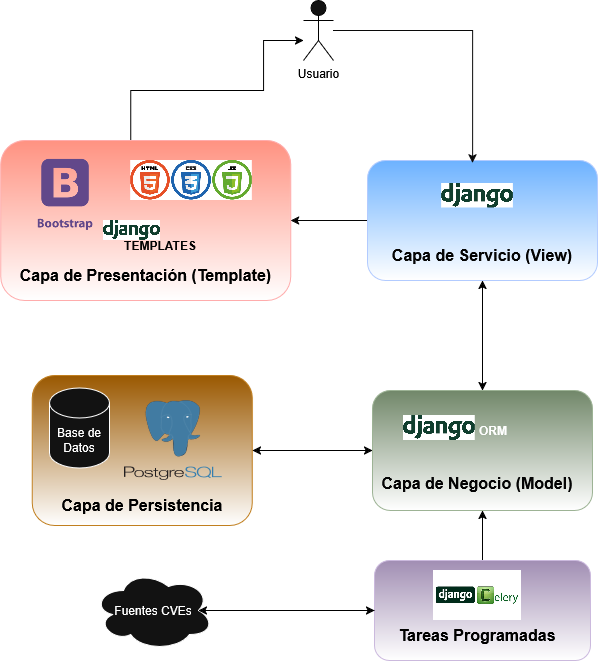 Usuario
HTML
5
CSS
3
JS
B
Bootstrap
django
TEMPLATES
Capa de Presentación (Template)
django
Capa de Servicio (View)
Base de
Datos
PostgreSQL
Capa de Persistencia
django ORM
Capa de Negocio (Model)
Fuentes CVEs
django Celery
Tareas Programadas